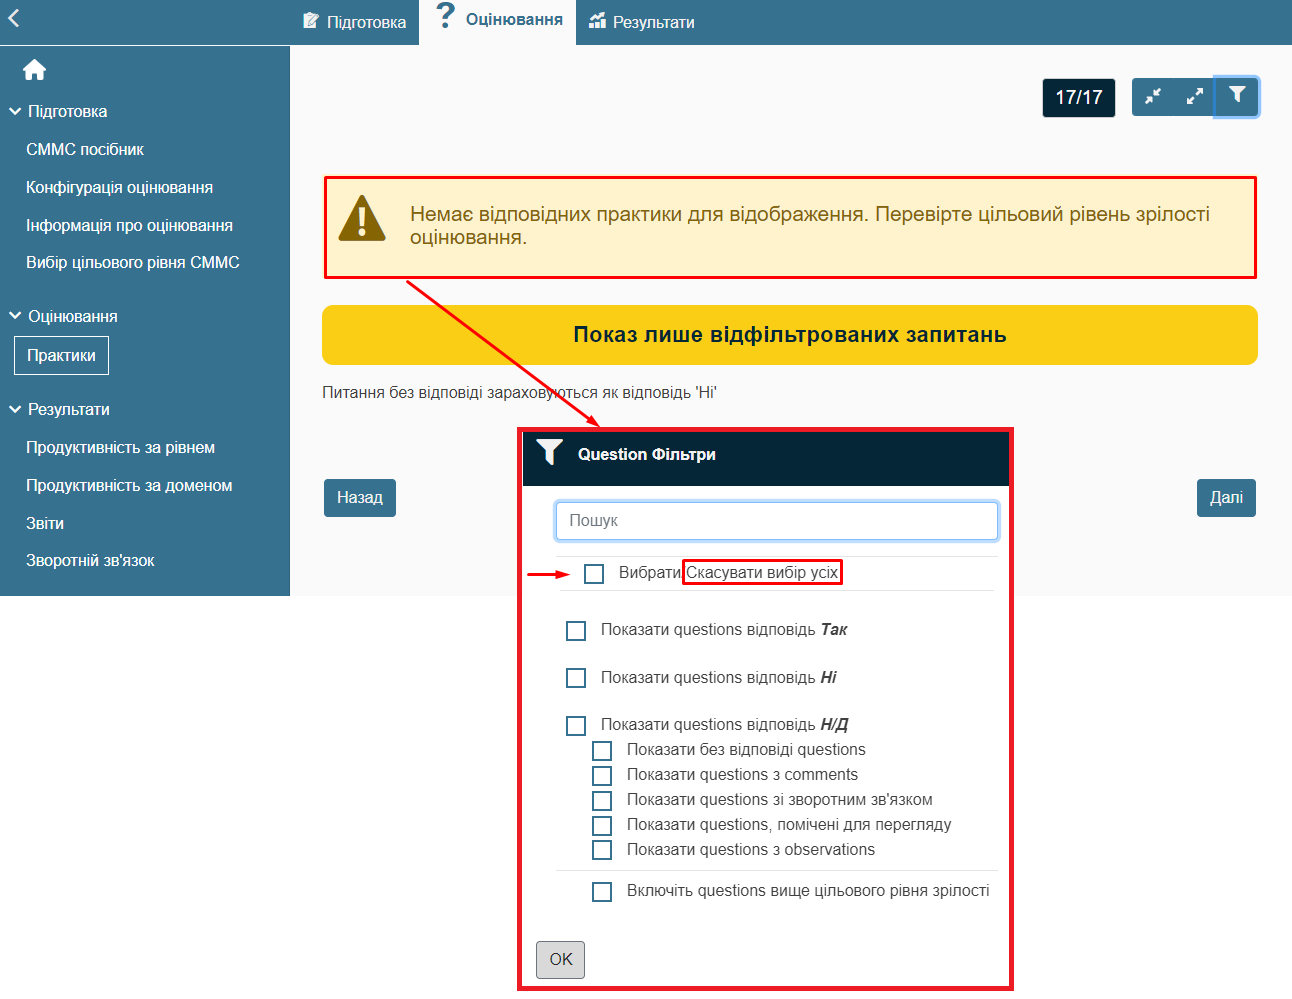 Підготовка
Оцінювання
Результати
17/17
Підготовка
СММС посібник
Конфігурація оцінювання
Інформація про оцінювання
Вибір цільового рівня СММС
Оцінювання
Практики
Результати
Продуктивність за рівнем
Продуктивність за доменом
Звіти
Зворотній зв'язок
Немає відповідних практики для відображення. Перевірте цільовий рівень зрілості
оцінювання.
Показ лише відфільтрованих запитань
Питання без відповіді зараховуються як відповідь 'Ні'
Назад
Далі
Question Фільтри
Пошук
Вибрати/Скасувати вибір усіх
Показати questions відповідь Так
Показати questions відповідь Ні
Показати questions відповідь Н/Д
Показати без відповіді questions
Показати questions з comments
Показати questions зі зворотним зв'язком
Показати questions, помічені для перегляду
Показати questions з observations
Включіть questions вище цільового рівня зрілості
OK